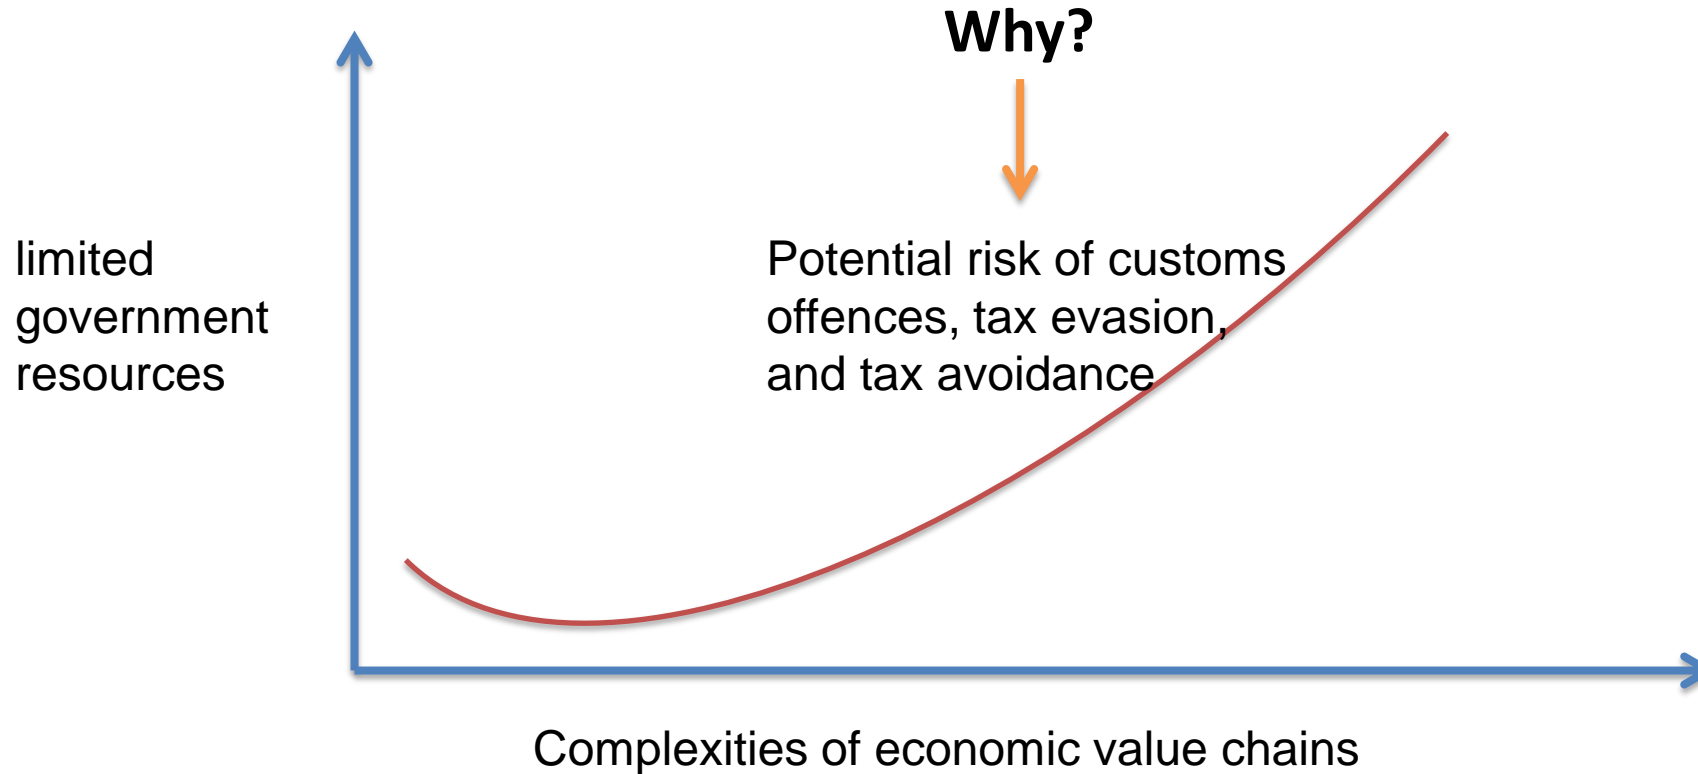 Why?
limited
government
resources
Potential risk of customs
offences, tax evasion,
and tax avoidance
Complexities of economic value chains